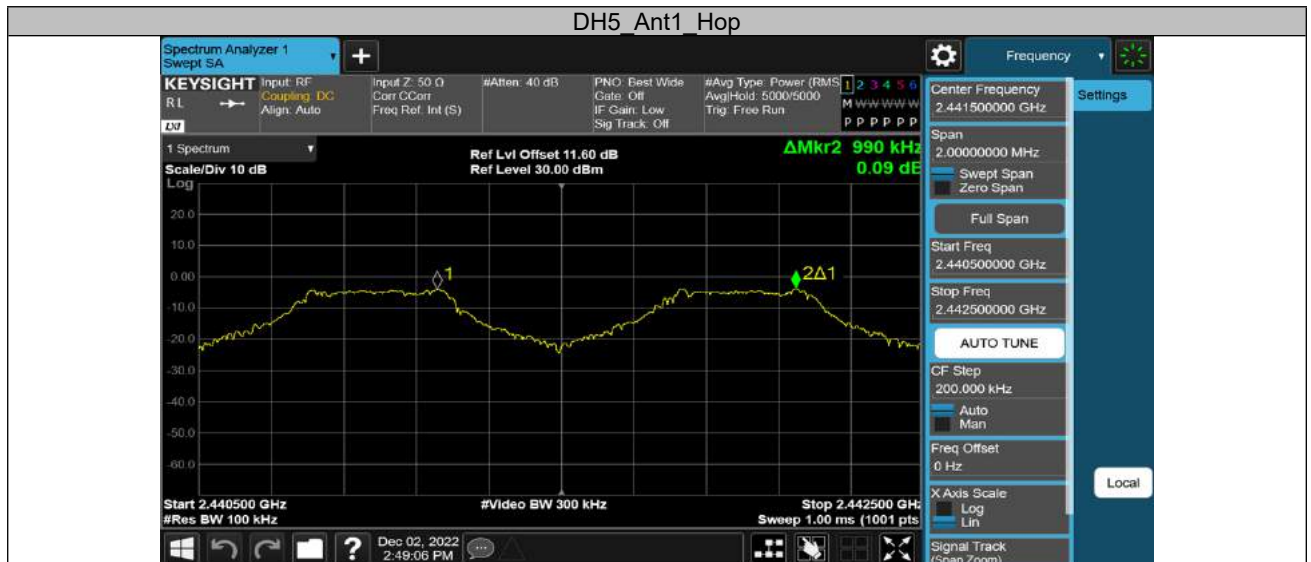 DH5_Ant1_Hop
Spectrum Analyzer 1
Swept SA
+
Frequency
KEYSIGHT
R L
LXI
Input: RF
Coupling: DC
Align: Auto
Input Z: 50 Ω
Corr CCorr
Freq Ref: Int (S)
#Atten: 40 dB
PNO: Best Wide
Gate: Off
IF Gain: Low
Sig Track: Off
#Avg Type: Power (RMS
Avg|Hold: 5000/5000
Trig: Free Run
1 2 3 4 5 6
M W W W W W
P P P P P P
1 Spectrum
Scale/Div 10 dB
Log
Ref Lvl Offset 11.60 dB
Ref Level 30.00 dBm
ΔMkr2 990 kHz
0.09 dB
20.0
10.0
0.00
-10.0
-20.0
-30.0
-40.0
-50.0
-60.0
1
2Δ1
Start 2.440500 GHz
#Res BW 100 kHz
#Video BW 300 kHz
Stop 2.442500 GHz
Sweep 1.00 ms (1001 pts
Center Frequency
2.441500000 GHz
Settings
Span
2.00000000 MHz
Swept Span
Zero Span
Full Span
Start Freq
2.440500000 GHz
Stop Freq
2.442500000 GHz
AUTO TUNE
CF Step
200.000 kHz
Auto
Man
Freq Offset
0 Hz
X Axis Scale
Log
Lin
Local
Signal Track
(Span Zoom)
?
Dec 02, 2022
2:49:06 PM